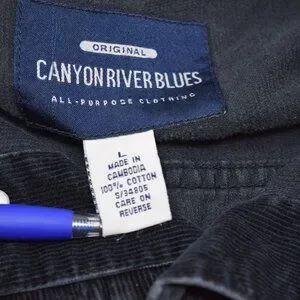 ORIGINAL
CANYON RIVER BLUES
ALL-PURPOSE CLOTHING
L
MADE IN
CAMBODIA
100% COTTON
S/34805
CARE ON
REVERSE